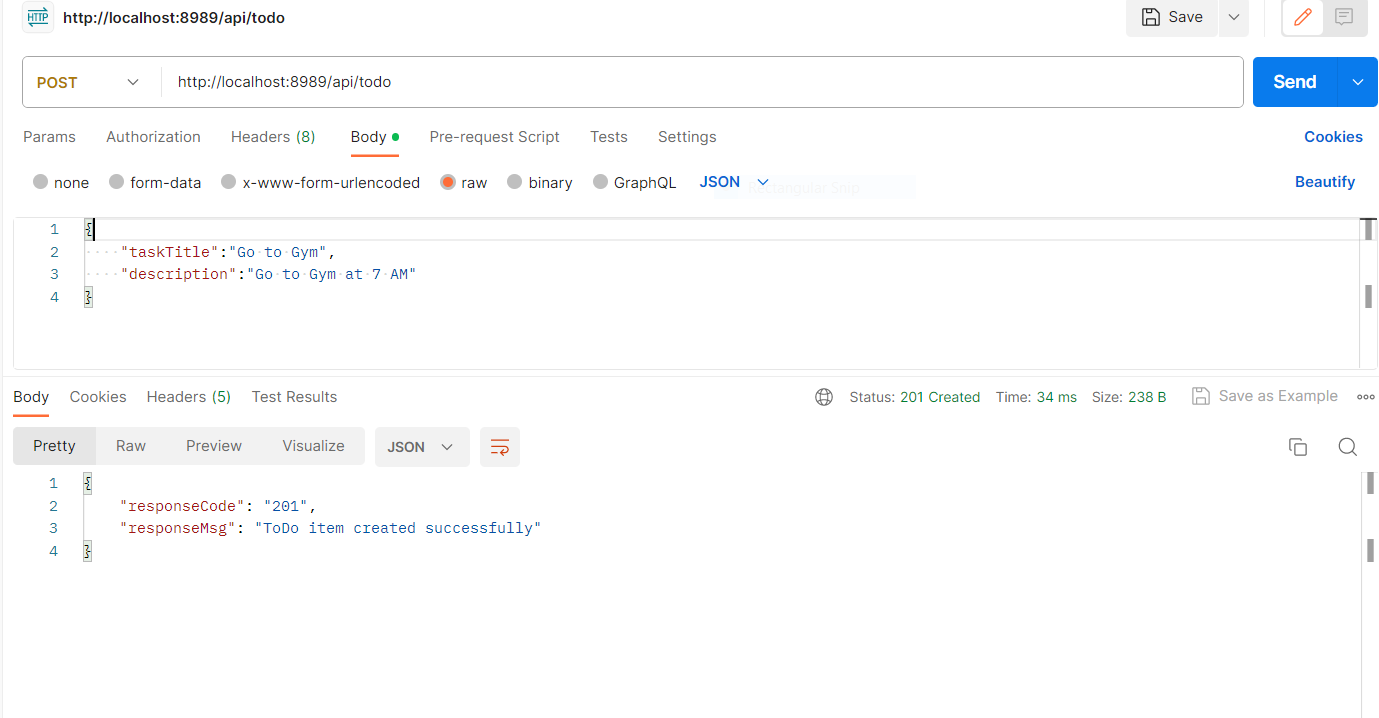 HTTP http://localhost:8989/api/todo Save
POST http://localhost:8989/api/todo Send
Params Authorization Headers (8) Body Pre-request Script Tests Settings Cookies
none form-data x-www-form-urlencoded raw binary GraphQL JSON Rectangular Snip Beautify
1 {
2 "taskTitle":"Go to Gym",
3 "description":"Go to Gym at 7 AM"
4 }
Body Cookies Headers (5) Test Results Status: 201 Created Time: 34 ms Size: 238 B Save as Example
Pretty Raw Preview Visualize JSON
1 {
2 "responseCode": "201",
3 "responseMsg": "ToDo item created successfully"
4 }